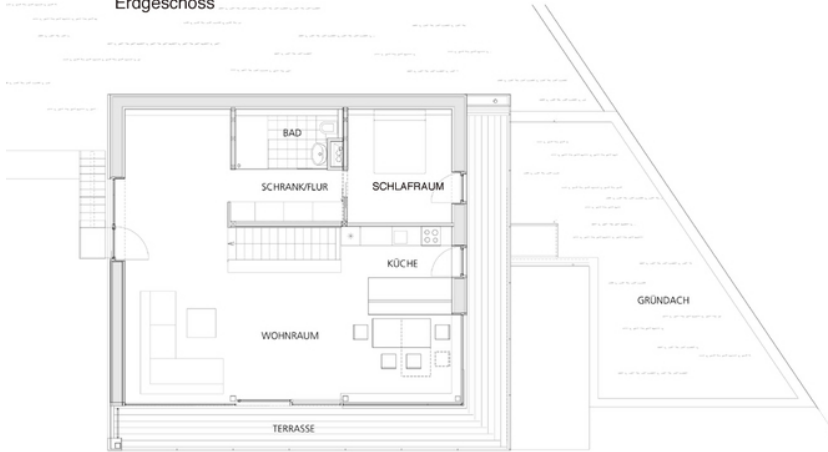 Erdgeschoss
BAD
SCHRANK/FLUR
SCHLAFRAUM
KÜCHE
GRÜNDACH
WOHNRAUM
TERRASSE